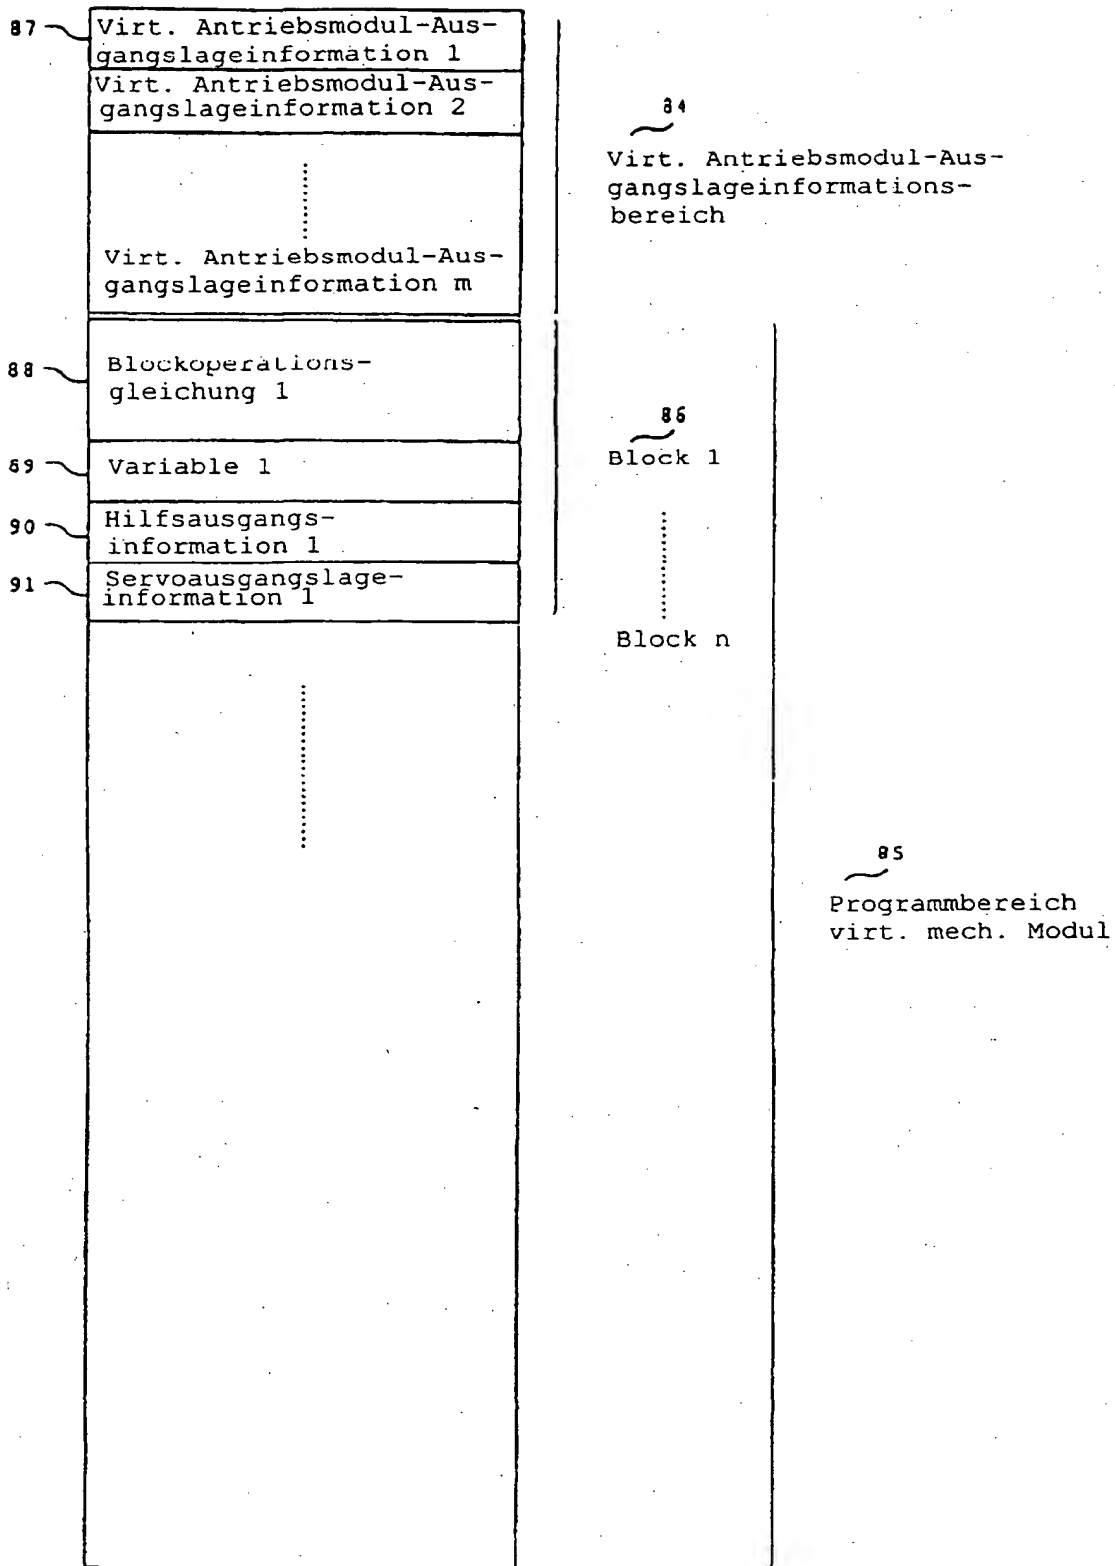 87
Virt. Antriebsmodul-Aus-
gangslageinformation 1
Virt. Antriebsmodul-Aus-
gangslageinformation 2
Virt. Antriebsmodul-Aus-
gangslageinformation m
84
Virt. Antriebsmodul-Aus-
gangslageinformations-
bereich
88
Blockoperations-
gleichung 1
89
Variable 1
90
Hilfsausgangs-
information 1
91
Servoausgangslage-
information 1
86
Block 1
Block n
85
Programmbereich
virt. mech. Modul